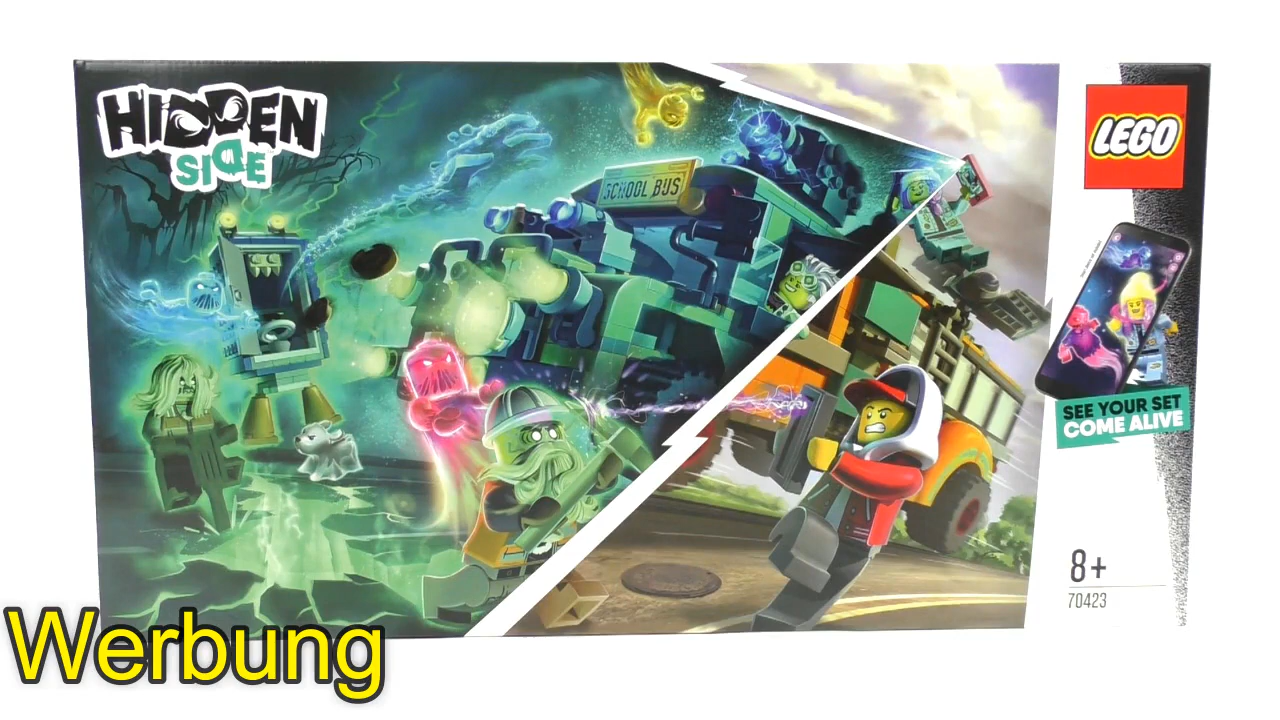 HIDDEN
SIDE
SCHOOL BUS
LEGO
SEE YOUR SET
COME ALIVE
8+
70423
Werbung